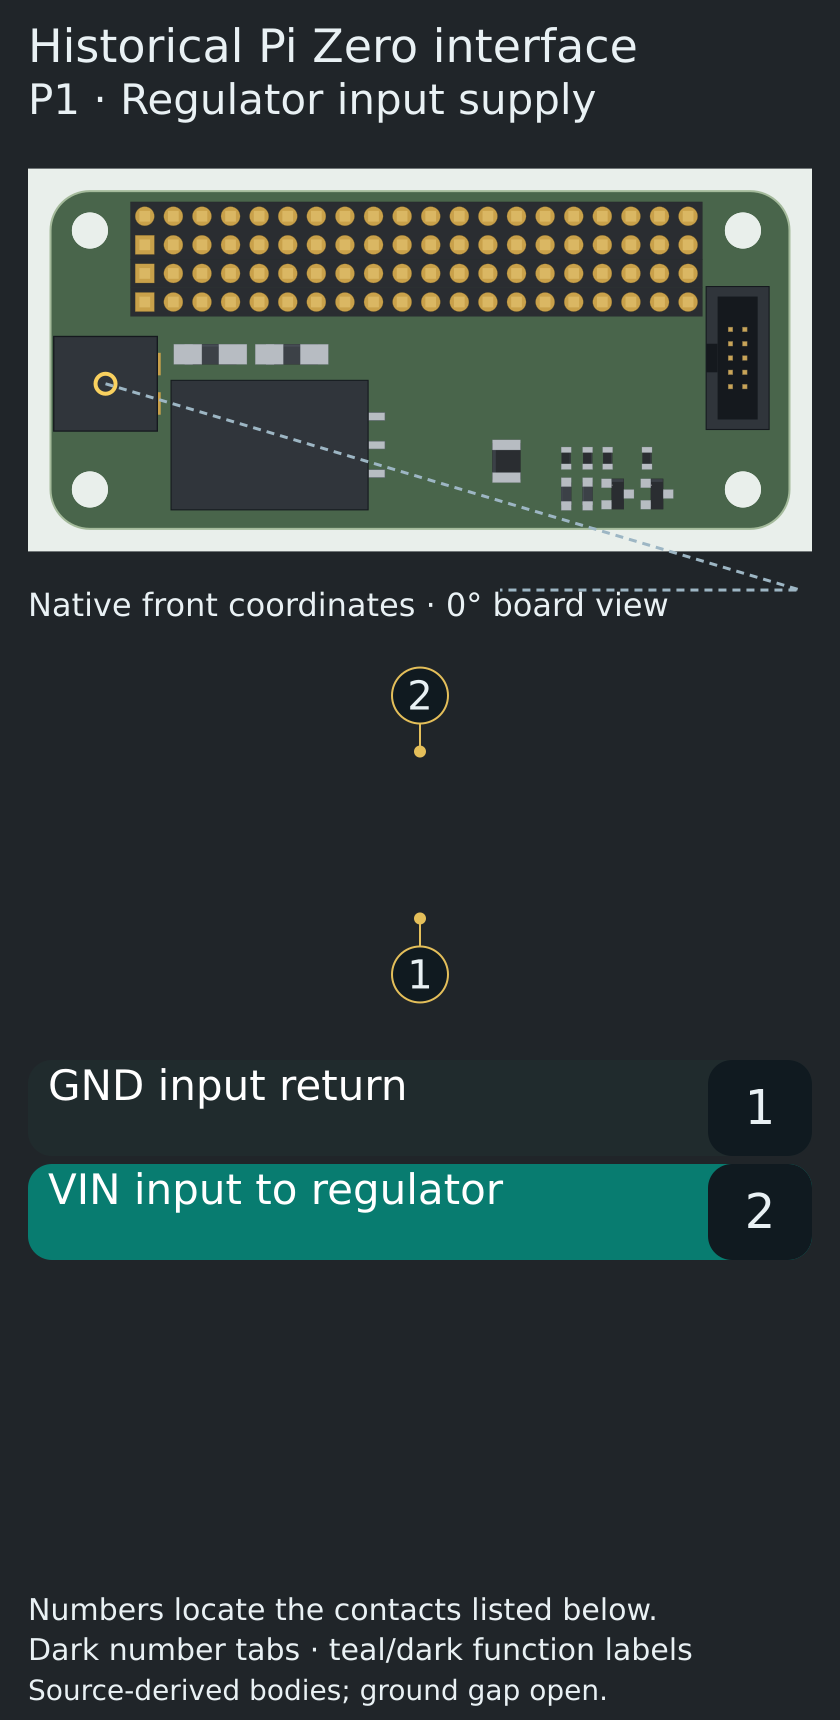 Historical Pi Zero interface
P1 · Regulator input supply
Native front coordinates · 0° board view
2
1
GND input return 1
VIN input to regulator 2
Numbers locate the contacts listed below.
Dark number tabs · teal/dark function labels
Source-derived bodies; ground gap open.